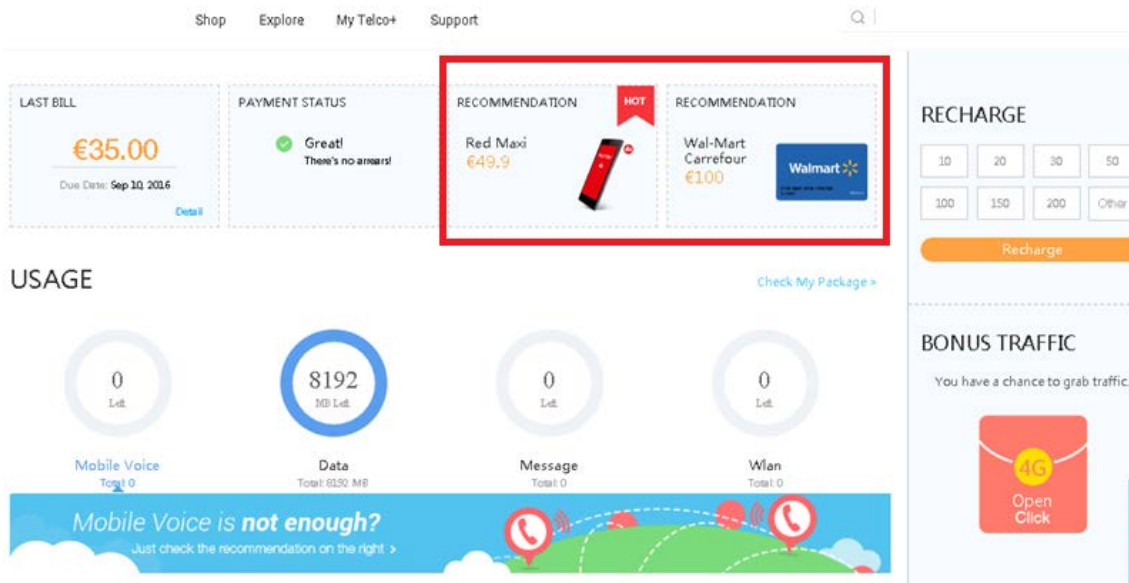 Shop Explore My Telco+ Support
LAST BILL
€35.00
Due Date: Sep 10, 2016
Detail
PAYMENT STATUS
Great!
There's no arrears!
RECOMMENDATION
HOT
Red Maxi
€49.9
RECOMMENDATION
Wal-Mart
Carrefour
€100
Walmart
RECHARGE
10 20 30 50
100 150 200 Other
Recharge
USAGE
Check My Package >
0
Left
8192
MB Left
0
Left
0
Left
Mobile Voice
Total: 0
Data
Total: 8192 MB
Message
Total: 0
Wlan
Total: 0
Mobile Voice is not enough?
Just check the recommendation on the right >
BONUS TRAFFIC
You have a chance to grab traffic.
4G
Open
Click